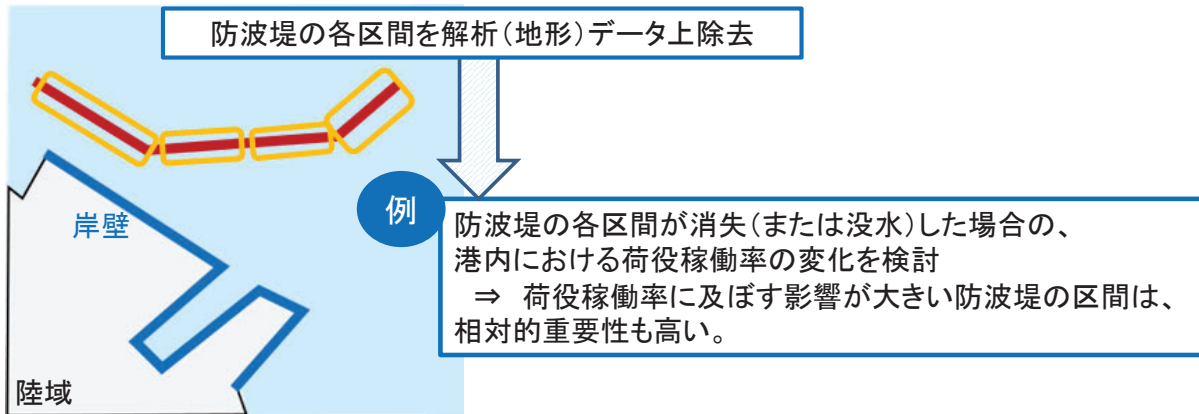 防波堤の各区間を解析(地形)データ上除去
岸壁
例
防波堤の各区間が消失(または没水)した場合の、
港内における荷役稼働率の変化を検討
⇒ 荷役稼働率に及ぼす影響が大きい防波堤の区間は、
相対的重要性も高い。
陸域